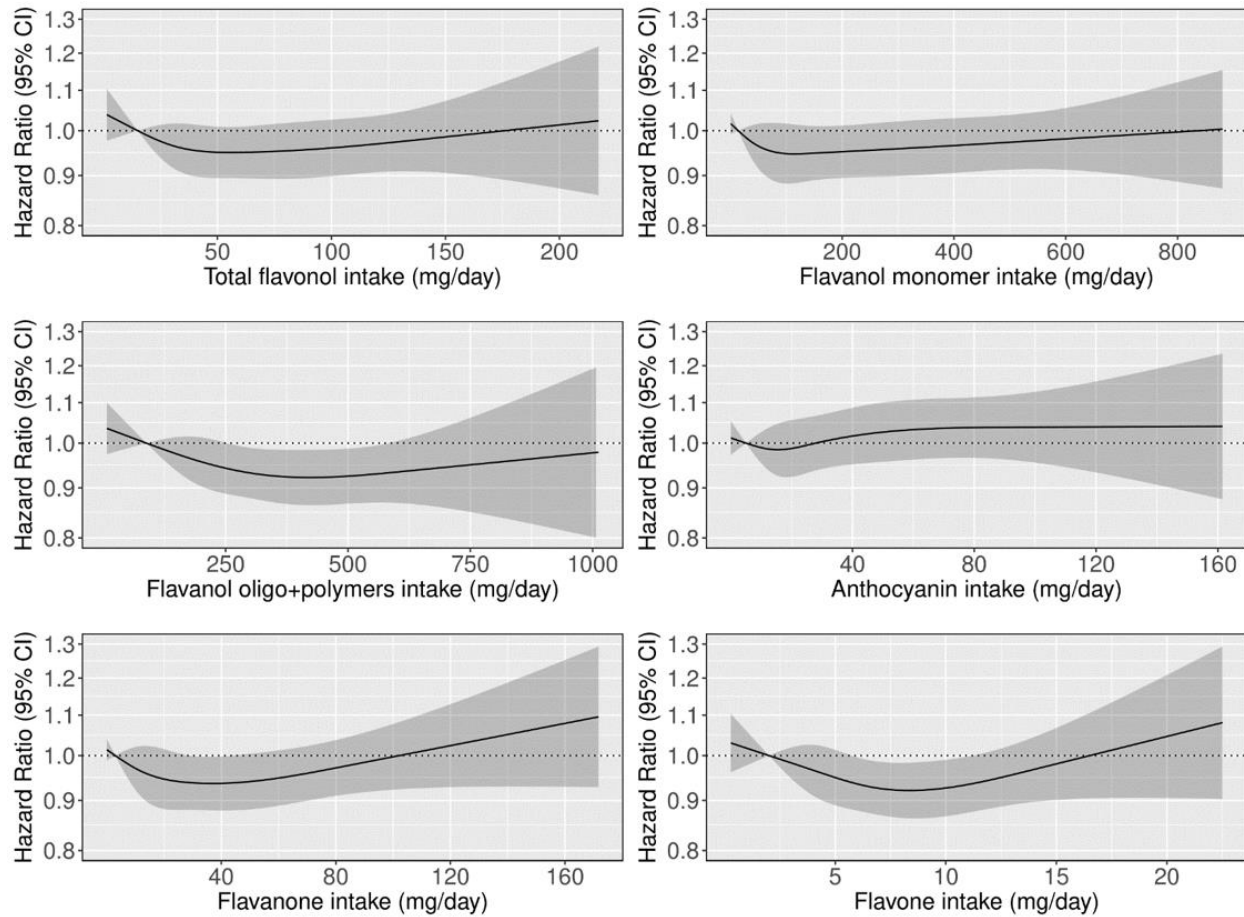 Hazard Ratio (95% CI)
1.3
1.2
1.1
1.0
0.9
0.8
50 100 150 200
Total flavonol intake (mg/day)
Hazard Ratio (95% CI)
1.3
1.2
1.1
1.0
0.9
0.8
200 400 600 800
Flavanol monomer intake (mg/day)
Hazard Ratio (95% CI)
1.3
1.2
1.1
1.0
0.9
0.8
250 500 750 1000
Flavanol oligo+polymers intake (mg/day)
Hazard Ratio (95% CI)
1.3
1.2
1.1
1.0
0.9
0.8
40 80 120 160
Anthocyanin intake (mg/day)
Hazard Ratio (95% CI)
1.3
1.2
1.1
1.0
0.9
0.8
40 80 120 160
Flavanone intake (mg/day)
Hazard Ratio (95% CI)
1.3
1.2
1.1
1.0
0.9
0.8
5 10 15 20
Flavone intake (mg/day)